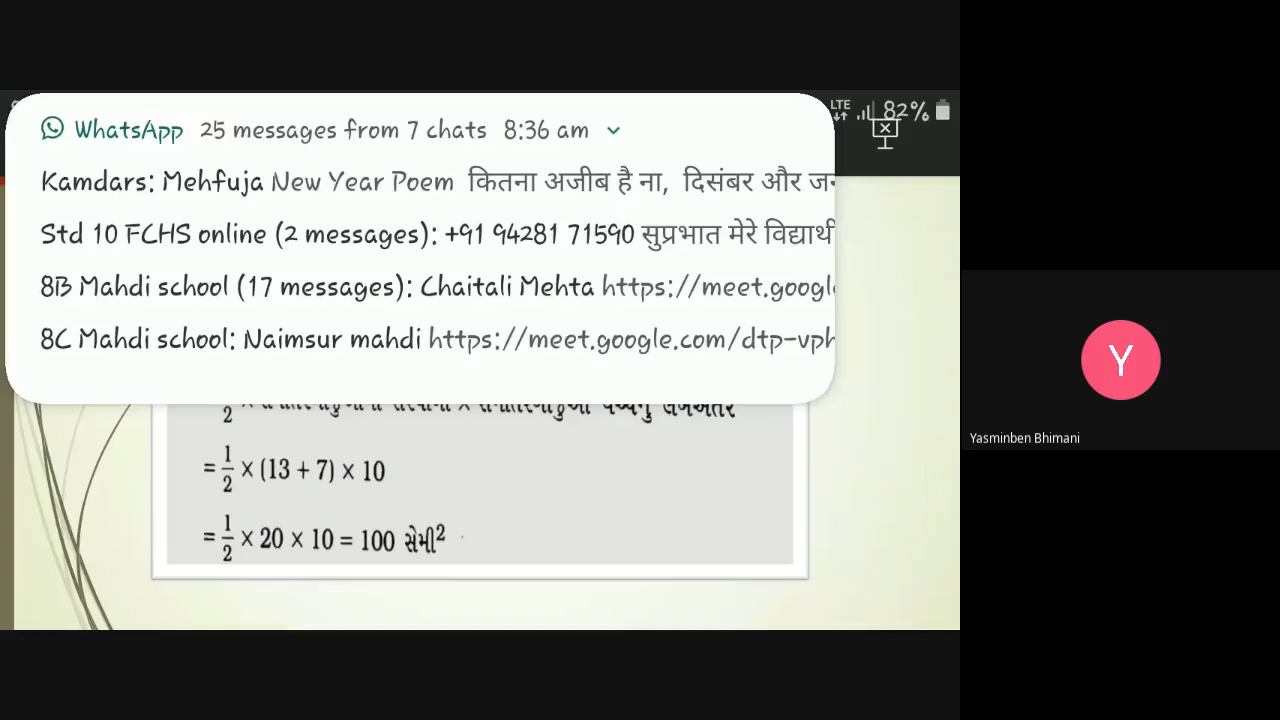 WhatsApp 25 messages from 7 chats 8:36 am
LTE 82%
Kamdars: Mehfuja New Year Poem कितना अजीब है ना, दिसंबर और
Std 10 FCHS online (2 messages): +91 94281 71590 सुप्रभात मेरे विद्यार्थी
8B Mahdi school (17 messages): Chaitali Mehta https://meet.googl
8C Mahdi school: Naimsur mahdi https://meet.google.com/dtp-vph
= 1/2 × (13 + 7) × 10
= 1/2 × 20 × 10 = 100 સેમી²
Y
Yasminben Bhimani